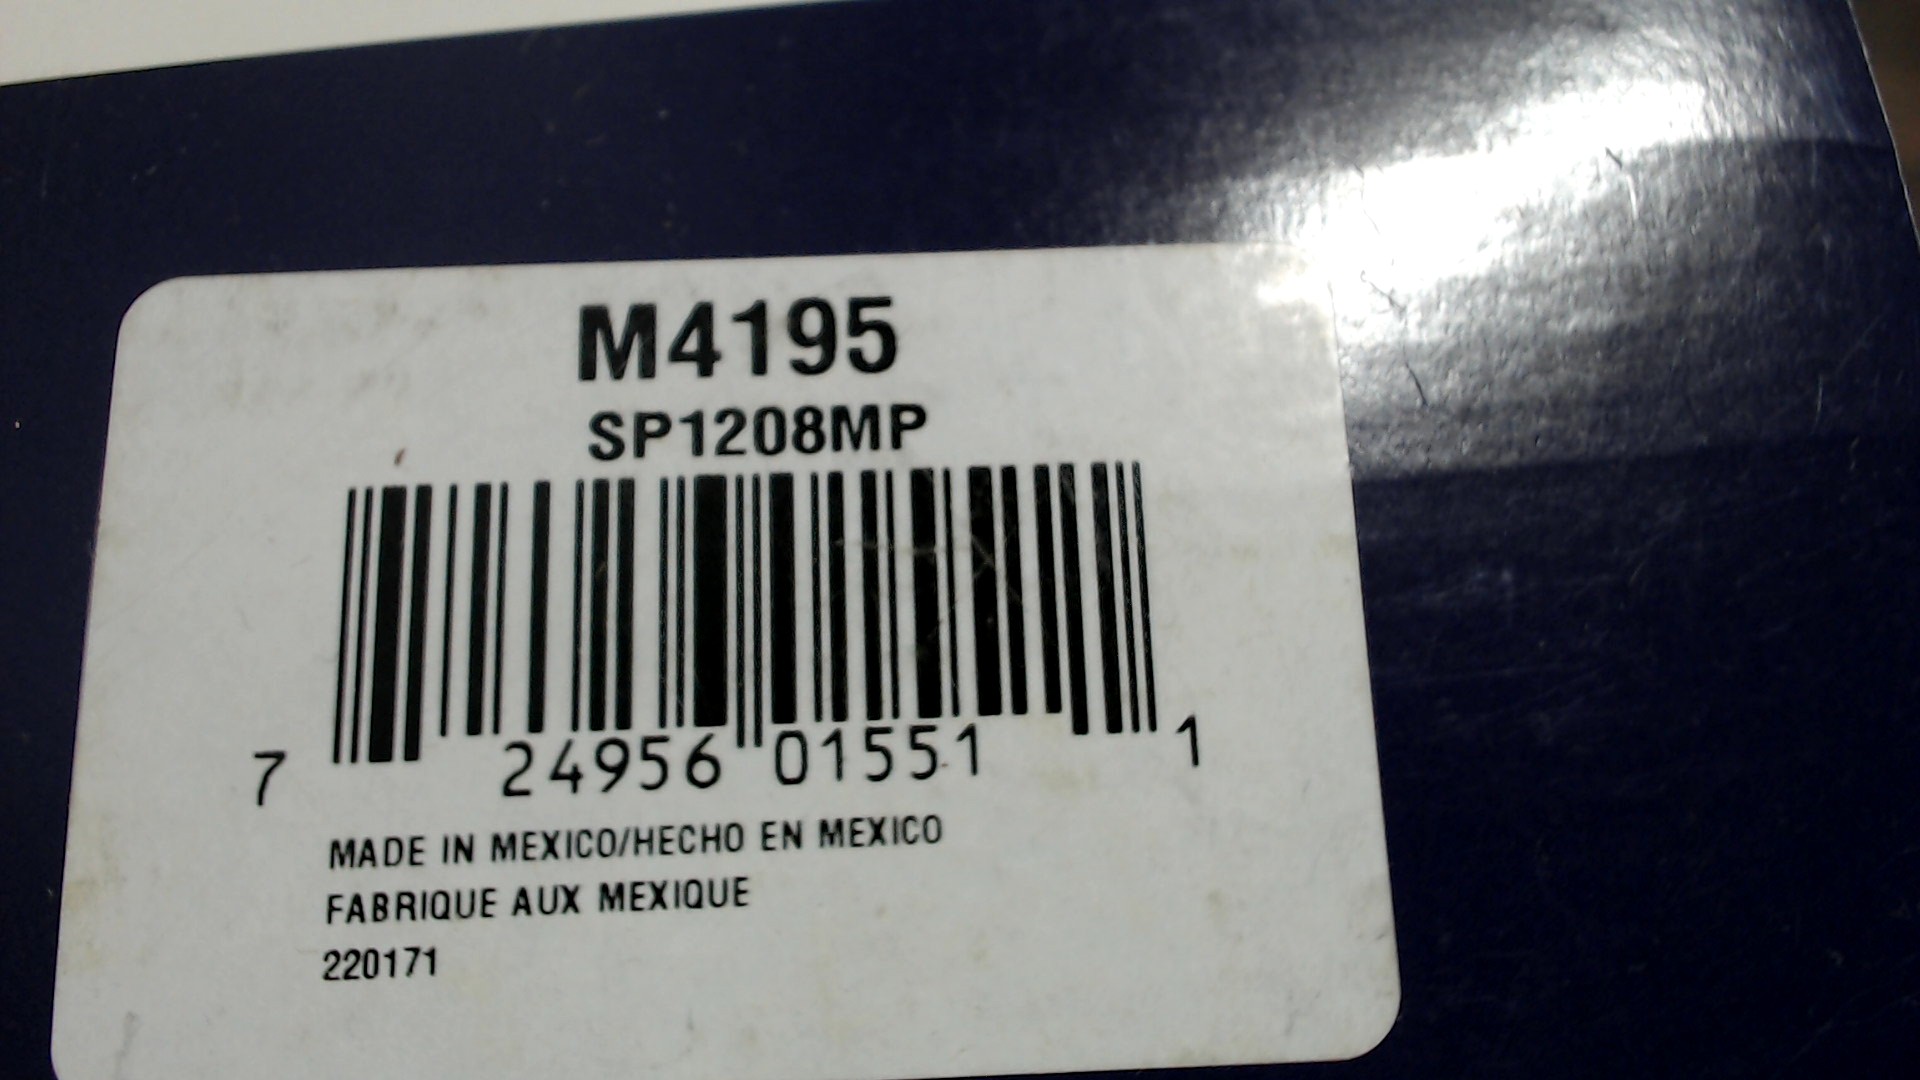 M4195
SP1208MP
7 24956 01551 1
MADE IN MEXICO/HECHO EN MEXICO
FABRIQUE AUX MEXIQUE
220171